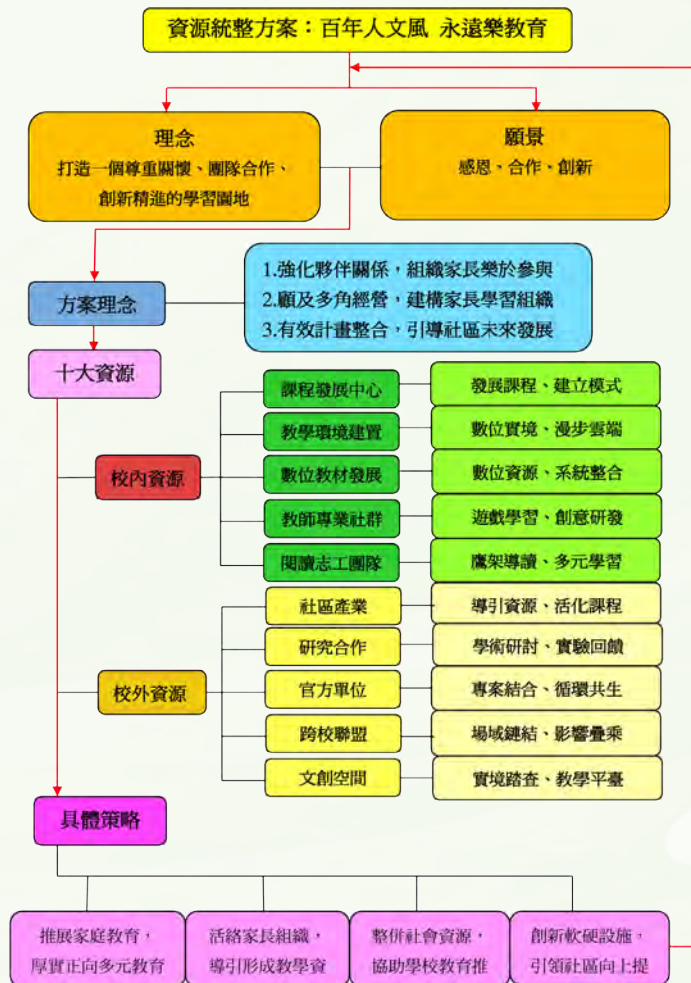 資源統整方案：百年人文風 永遠樂教育
理念
打造一個尊重關懷、團隊合作、
創新精進的學習園地
願景
感恩、合作、創新
方案理念
1.強化夥伴關係，組織家長樂於參與
2.顧及多角經營，建構家長學習組織
3.有效計畫整合，引導社區未來發展
十大資源
校內資源
課程發展中心
發展課程、建立模式
教學環境建置
數位實境、漫步雲端
數位教材發展
數位資源、系統整合
教師專業社群
遊戲學習、創意研發
閱讀志工團隊
鷹架導讀、多元學習
校外資源
社區產業
導引資源、活化課程
研究合作
學術研討、實驗回饋
官方單位
專案結合、循環共生
跨校聯盟
場域鏈結、影響疊乘
文創空間
實境踏查、教學平臺
具體策略
推展家庭教育，
厚實正向多元教育
活絡家長組織，
導引形成教學資
整併社會資源，
協助學校教育推
創新軟硬設施，
引領社區向上提